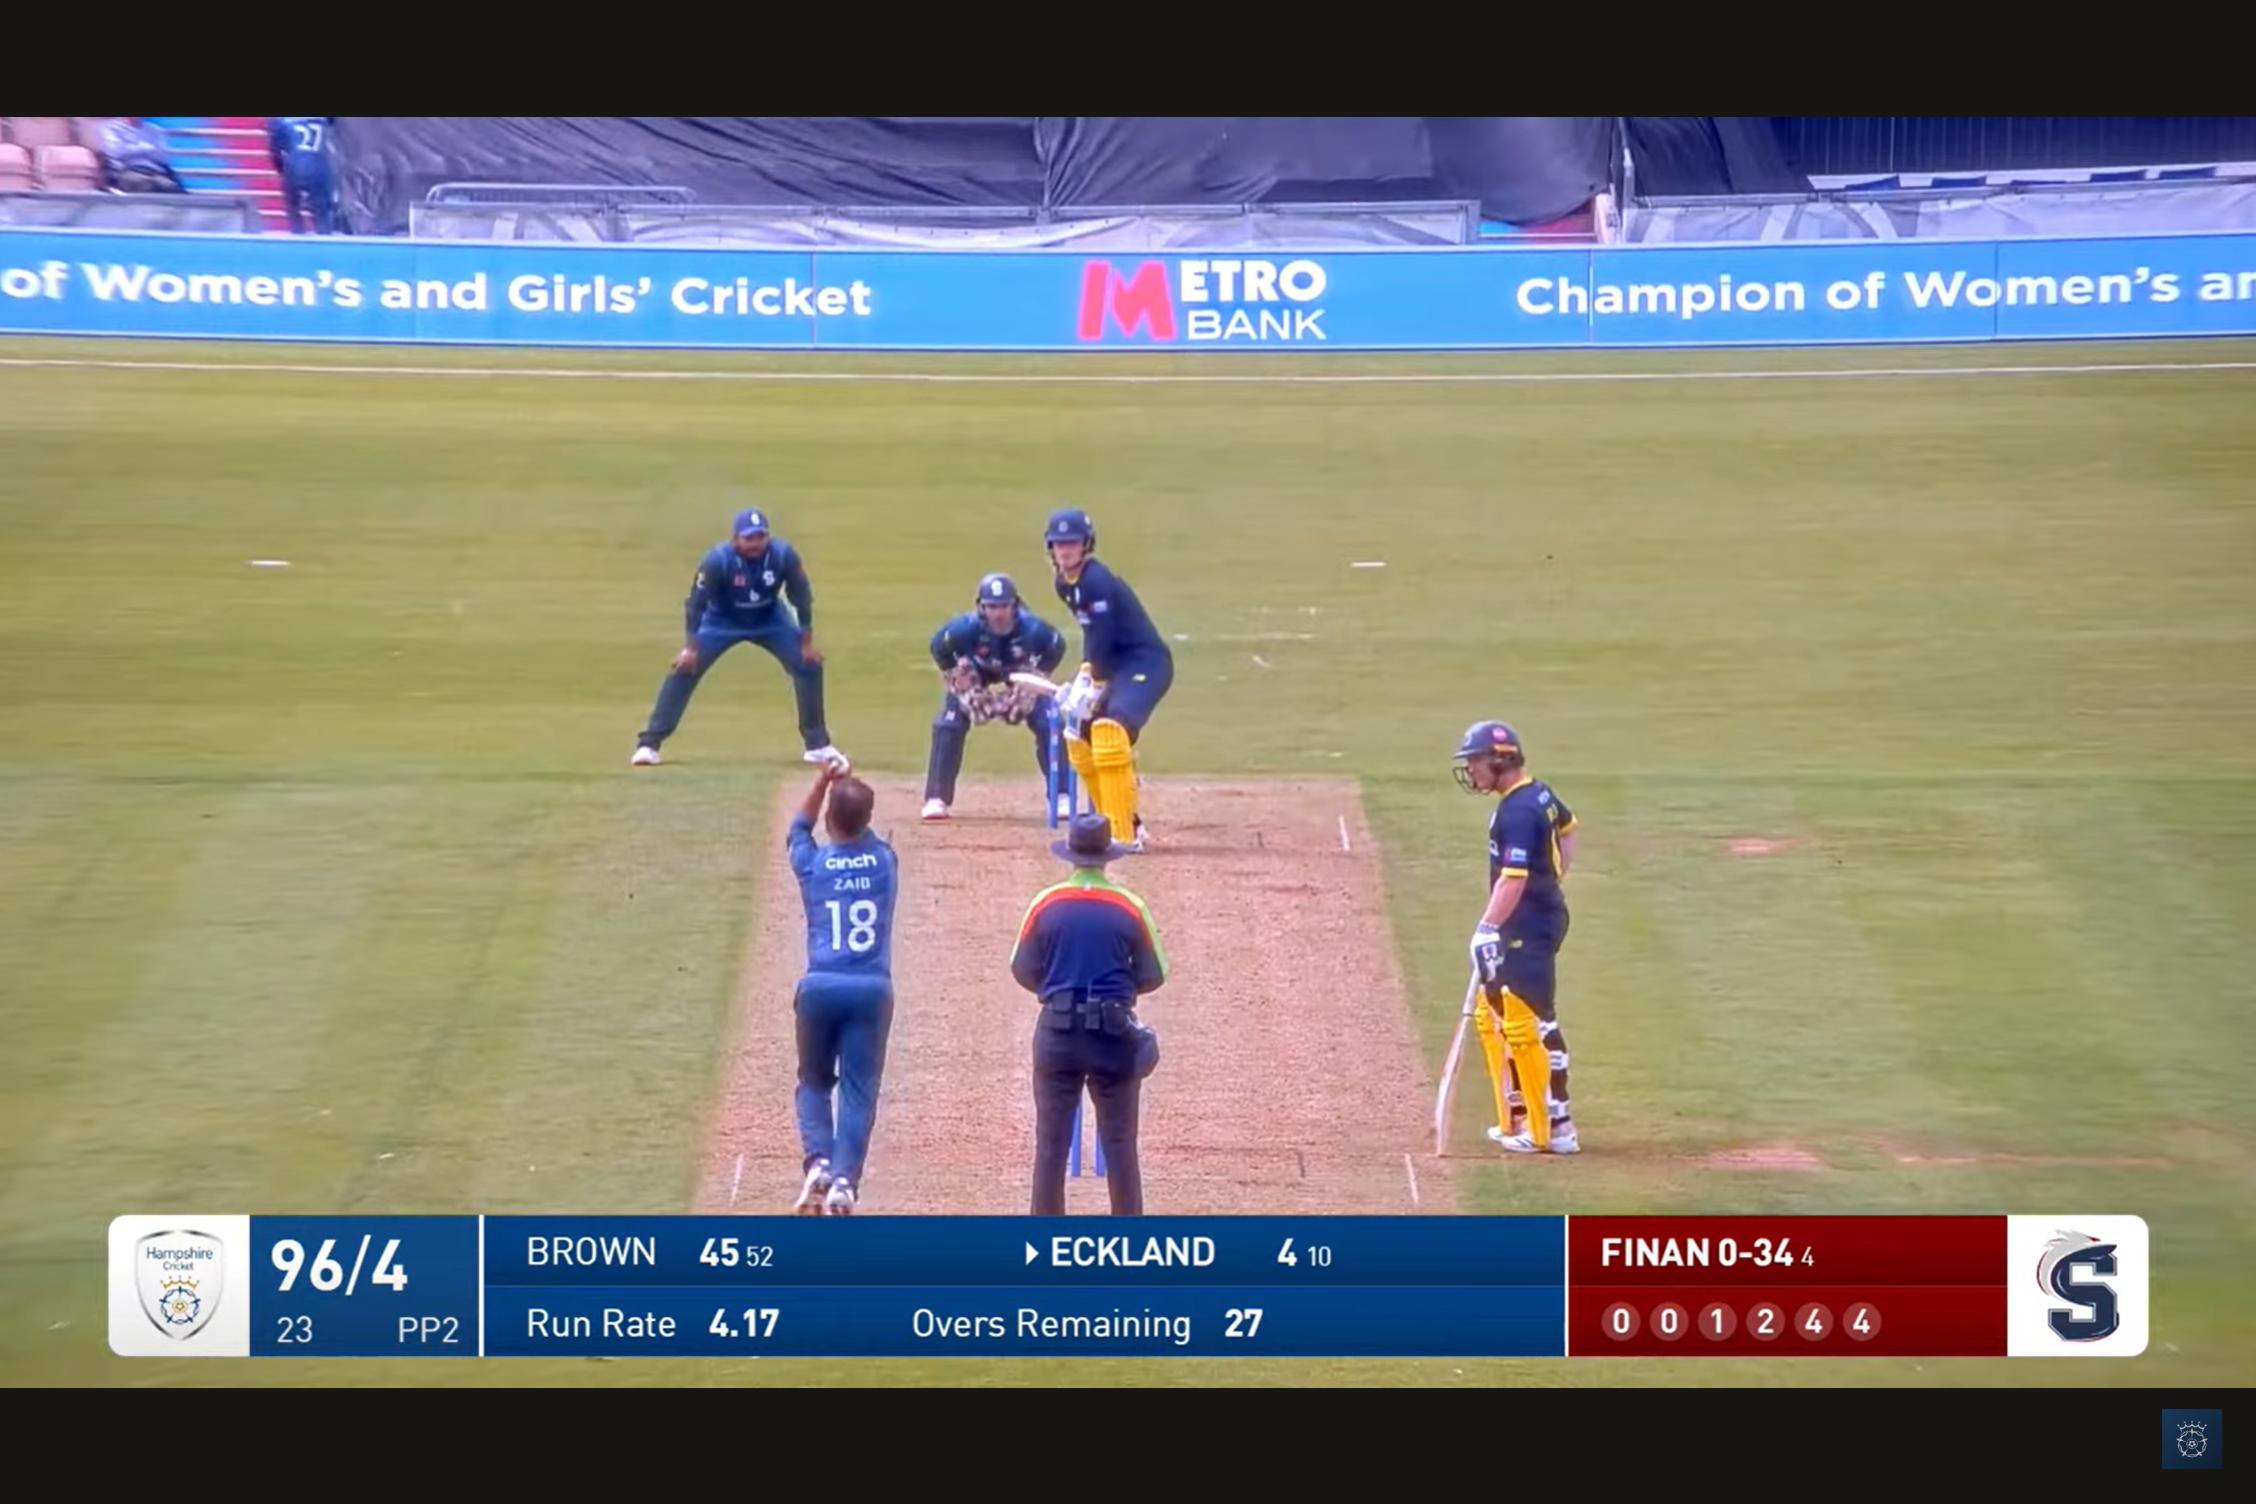 27
of Women's and Girls' Cricket
METRO
BANK
Champion of Women's an
cinch
ZAIB
18
Hampshire
Cricket
96/4
23 PP2
BROWN 45 52
ECKLAND 4 10
Run Rate 4.17 Overs Remaining 27
FINAN 0-34 4
0 0 1 2 4 4
S